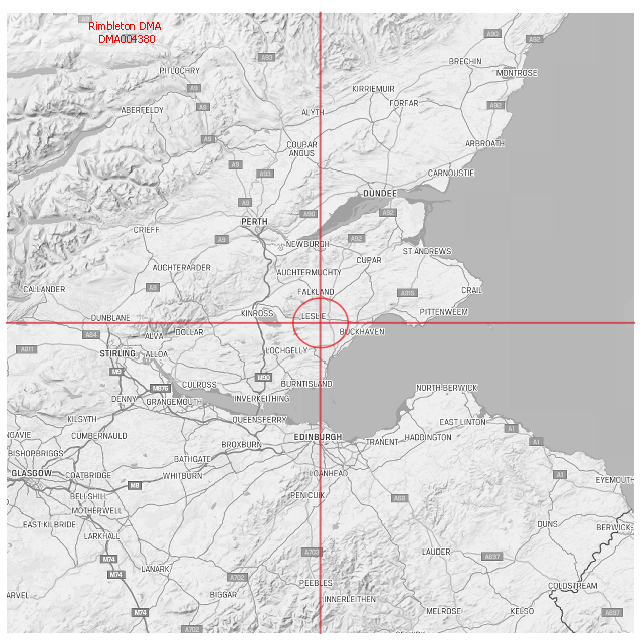 Rimbleton DMA
DMA004380
A90
A92
A93
BRECHIN
PITLOCHRY
MONTROSE
A9
KIRRIEMUIR
A9
FORFAR
A92
ABERFELDY
ALYTH
A9
COUPAR
ANGUS
ARBROATH
A9
A93
CARNOUSTIE
DUNDEE
A9
A90
A92
PERTH
CRIEFF
A9
A92
NEWBURGH
ST ANDREWS
CUPAR
AUCHTERARDER
AUCHTERMUCHTY
CALLANDER
A9
FALKLAND
A915
CRAIL
KINROSS
LESLIE
PITTENWEEM
DUNBLANE
A84
ALVA
DOLLAR
BUCKHAVEN
A811
STIRLING
ALLOA
LOCHGELLY
M9
M90
CULROSS
BURNTISLAND
M876
NORTH BERWICK
DENNY
GRANGEMOUTH
INVERKEITHING
KILSYTH
QUEENSFERRY
EAST LINTON
A1
NGAVIE
CUMBERNAULD
EDINBURGH
HADDINGTON
BROXBURN
TRANENT
A1
BISHOPBRIGGS
BATHGATE
GLASGOW
COATBRIDGE
WHITBURN
LOANHEAD
A1
EYEMOUTH
M8
BELLSHILL
PENICUIK
A68
MOTHERWELL
EAST KILBRIDE
DUNS
BERWICK-
LARKHALL
M74
A703
LAUDER
A697
M74
LANARK
A702
PEEBLES
COLDSTREAM
ARVEL
BIGGAR
INNERLEITHEN
M74
MELROSE
KELSO
A697
A702